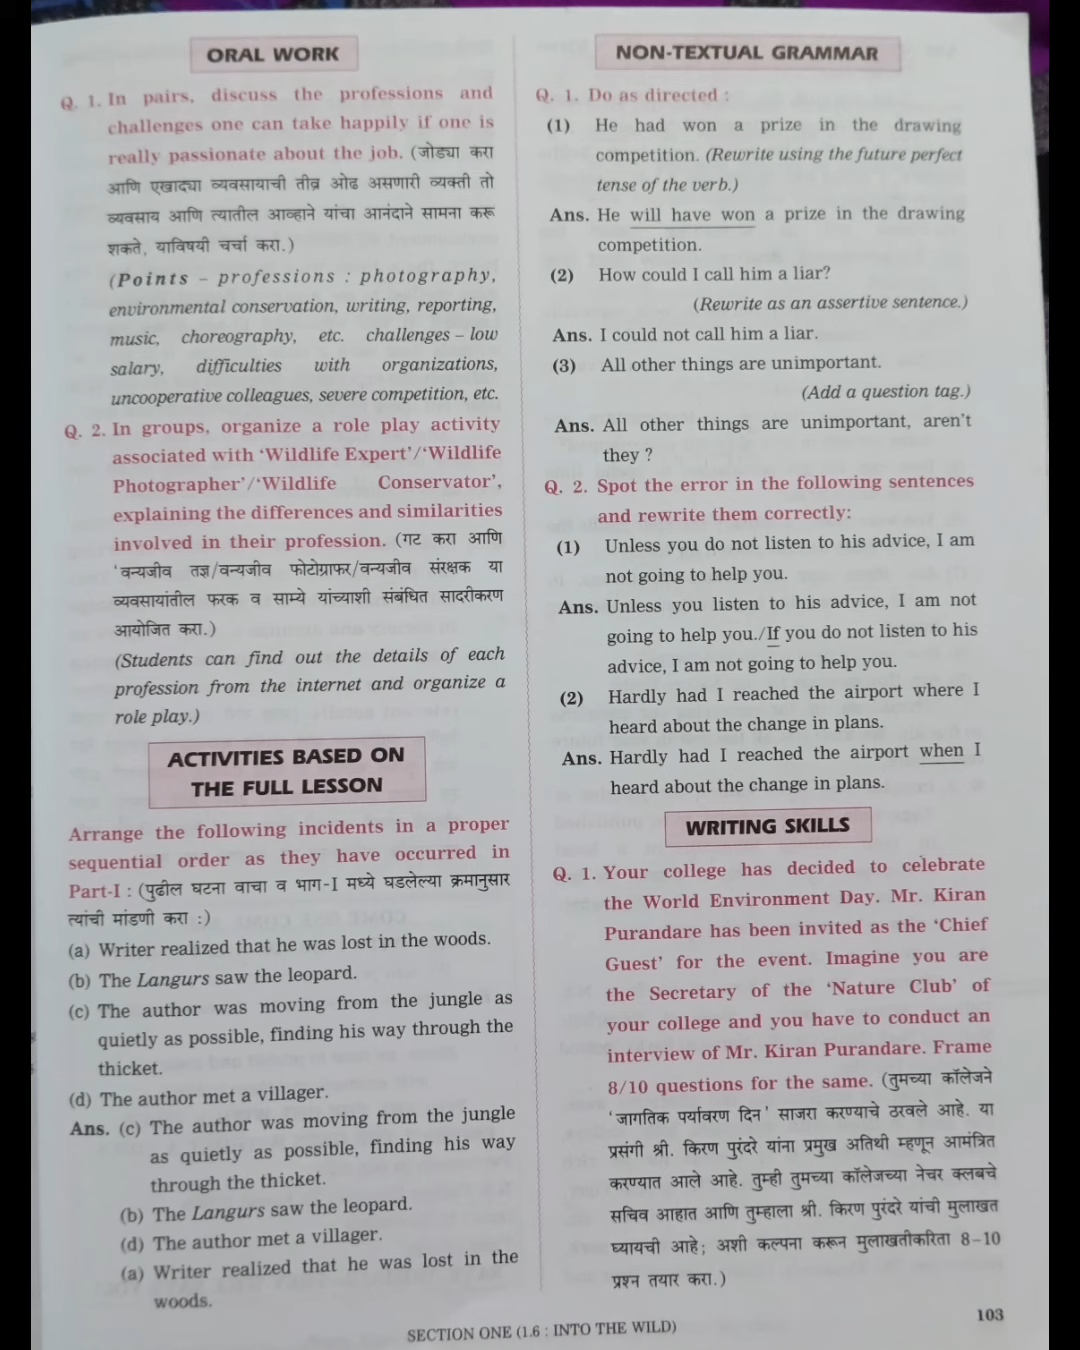 ORAL WORK
Q. 1. In pairs, discuss the professions and
challenges one can take happily if one is
really passionate about the job. (जोड्या करा
आणि एखाद्या व्यवसायाची तीव्र ओढ असणारी व्यक्ती तो
व्यवसाय आणि त्यातील आव्हाने यांचा आनंदाने सामना करू
शकते, याविषयी चर्चा करा.)
(Points – professions : photography,
environmental conservation, writing, reporting,
music, choreography, etc. challenges – low
salary, difficulties with organizations,
uncooperative colleagues, severe competition, etc.
Q. 2. In groups, organize a role play activity
associated with ‘Wildlife Expert’/‘Wildlife
Photographer’/‘Wildlife Conservator’,
explaining the differences and similarities
involved in their profession. (गट करा आणि
‘वन्यजीव तज्ञ/वन्यजीव फोटोग्राफर/वन्यजीव संरक्षक या
व्यवसायांतील फरक व साम्ये यांच्याशी संबंधित सादरीकरण
आयोजित करा.)
(Students can find out the details of each
profession from the internet and organize a
role play.)
ACTIVITIES BASED ON
THE FULL LESSON
Arrange the following incidents in a proper
sequential order as they have occurred in
Part-I : (पुढील घटना वाचा व भाग-I मध्ये घडलेल्या क्रमानुसार
त्यांची मांडणी करा :)
(a) Writer realized that he was lost in the woods.
(b) The Langurs saw the leopard.
(c) The author was moving from the jungle as
quietly as possible, finding his way through the
thicket.
(d) The author met a villager.
Ans. (c) The author was moving from the jungle
as quietly as possible, finding his way
through the thicket.
(b) The Langurs saw the leopard.
(d) The author met a villager.
(a) Writer realized that he was lost in the
woods.
NON-TEXTUAL GRAMMAR
Q. 1. Do as directed :
(1) He had won a prize in the drawing
competition. (Rewrite using the future perfect
tense of the verb.)
Ans. He will have won a prize in the drawing
competition.
(2) How could I call him a liar?
(Rewrite as an assertive sentence.)
Ans. I could not call him a liar.
(3) All other things are unimportant.
(Add a question tag.)
Ans. All other things are unimportant, aren’t
they ?
Q. 2. Spot the error in the following sentences
and rewrite them correctly:
(1) Unless you do not listen to his advice, I am
not going to help you.
Ans. Unless you listen to his advice, I am not
going to help you./If you do not listen to his
advice, I am not going to help you.
(2) Hardly had I reached the airport where I
heard about the change in plans.
Ans. Hardly had I reached the airport when I
heard about the change in plans.
WRITING SKILLS
Q. 1. Your college has decided to celebrate
the World Environment Day. Mr. Kiran
Purandare has been invited as the ‘Chief
Guest’ for the event. Imagine you are
the Secretary of the ‘Nature Club’ of
your college and you have to conduct an
interview of Mr. Kiran Purandare. Frame
8/10 questions for the same. (तुमच्या कॉलेजने
‘जागतिक पर्यावरण दिन’ साजरा करण्याचे ठरवले आहे. या
प्रसंगी श्री. किरण पुरंदरे यांना प्रमुख अतिथी म्हणून आमंत्रित
करण्यात आले आहे. तुम्ही तुमच्या कॉलेजच्या नेचर क्लबचे
सचिव आहात आणि तुम्हाला श्री. किरण पुरंदरे यांची मुलाखत
घ्यायची आहे; अशी कल्पना करून मुलाखतीकरिता 8–10
प्रश्न तयार करा.)
SECTION ONE (1.6 : INTO THE WILD)
103